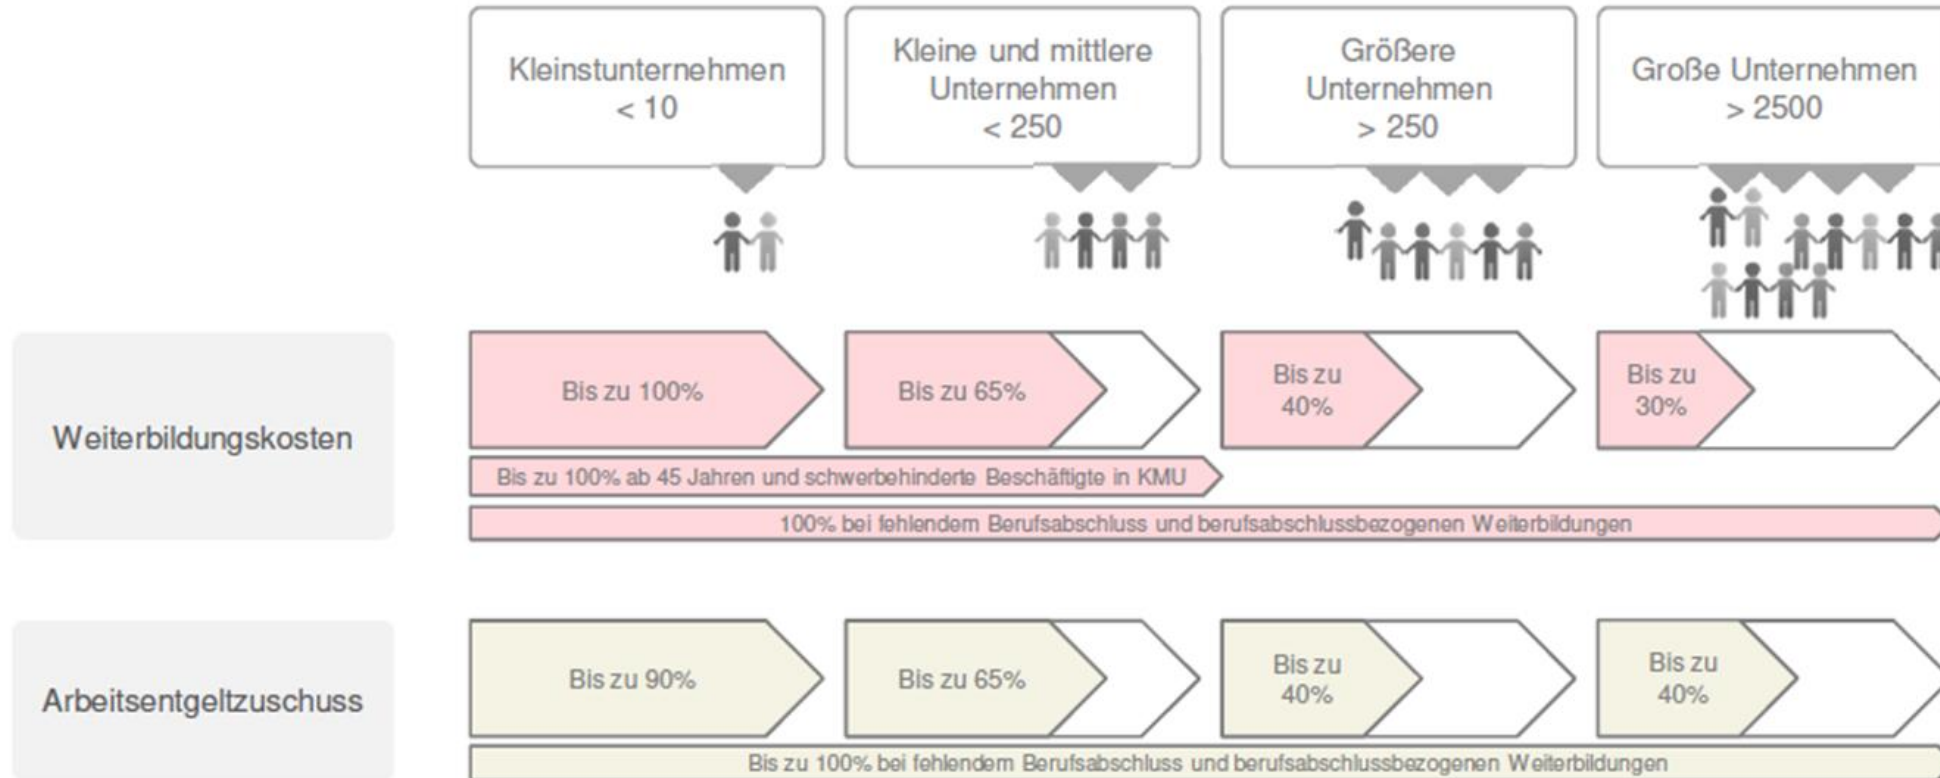 Kleinstunternehmen
< 10
Kleine und mittlere
Unternehmen
< 250
Größere
Unternehmen
> 250
Große Unternehmen
> 2500
Weiterbildungskosten
Bis zu 100%
Bis zu 65%
Bis zu
40%
Bis zu
30%
Bis zu 100% ab 45 Jahren und schwerbehinderte Beschäftigte in KMU
100% bei fehlendem Berufsabschluss und berufsabschlussbezogenen Weiterbildungen
Arbeitsentgeltzuschuss
Bis zu 90%
Bis zu 65%
Bis zu
40%
Bis zu
40%
Bis zu 100% bei fehlendem Berufsabschluss und berufsabschlussbezogenen Weiterbildungen